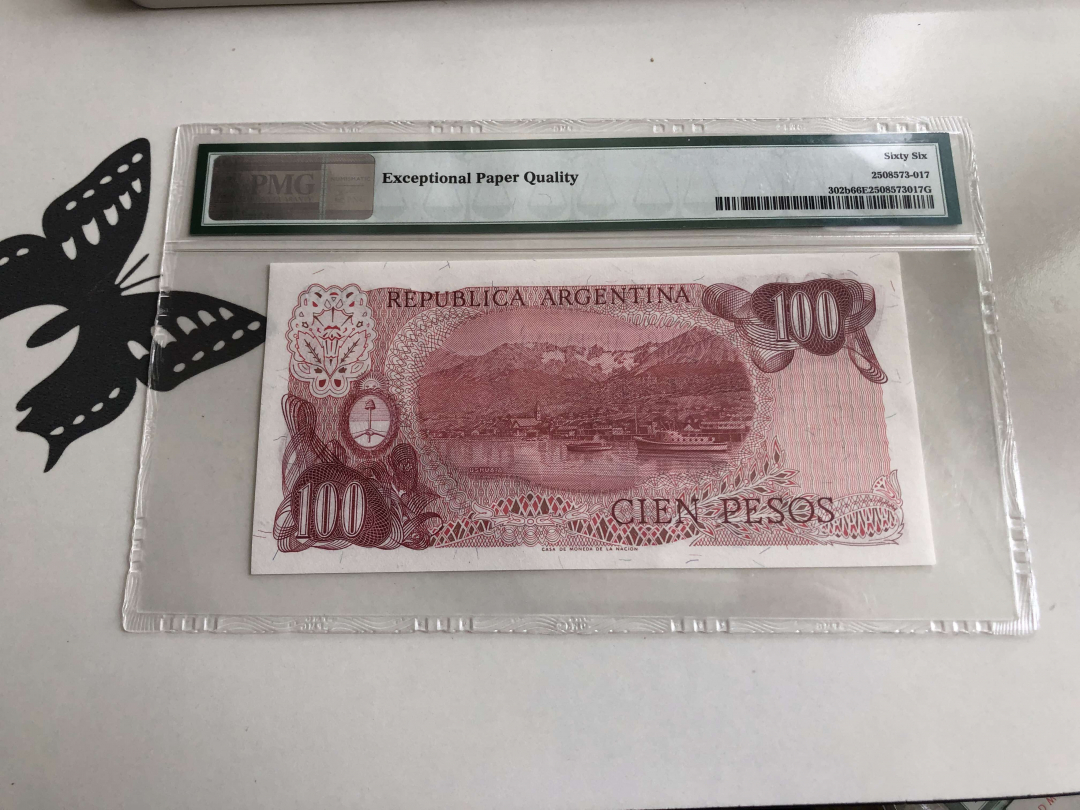 PMG
Exceptional Paper Quality
Sixty Six
2508573-017
302b66E2508573017G
REPUBLICA ARGENTINA
100
USHUAIA
100
CIEN PESOS
CASA DE MONEDA DE LA NACION